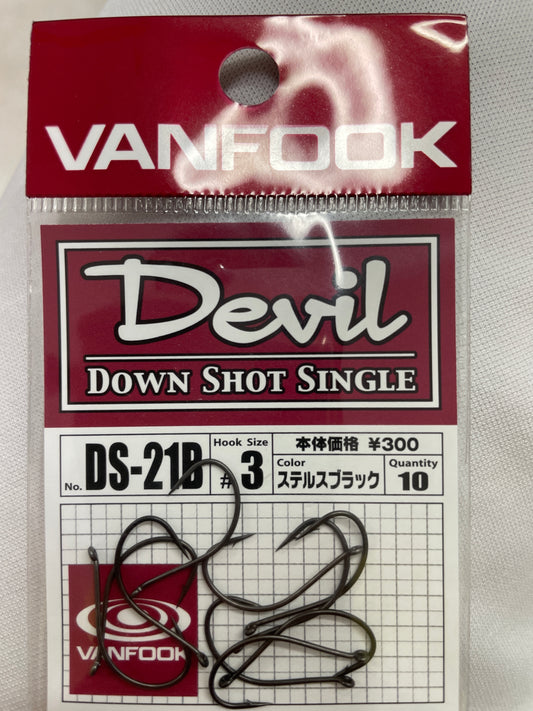 VANFOOK
Devil
DOWN SHOT SINGLE
No. DS-21B
Hook Size
#3
本体価格 ¥300
Color
ステルスブラック
Quantity
10
VANFOOK